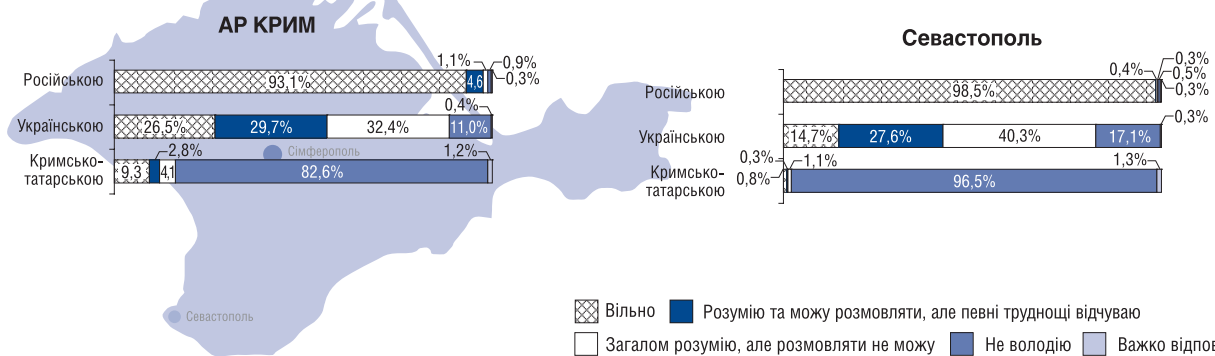 АР КРИМ
Російською
93,1%
4,6
1,1%
0,9%
0,3%
Українською
26,5%
29,7%
32,4%
11,0%
0,4%
Кримсько-
татарською
9,3
2,8%
4,1
82,6%
1,2%
Сімферополь
Севастополь
Севастополь
Російською
98,5%
0,4%
0,3%
0,5%
0,3%
Українською
14,7%
27,6%
40,3%
17,1%
0,3%
Кримсько-
татарською
0,3%
0,8%
1,1%
96,5%
1,3%
Вільно
Розумію та можу розмовляти, але певні труднощі відчуваю
Загалом розумію, але розмовляти не можу
Не володію
Важко відпов